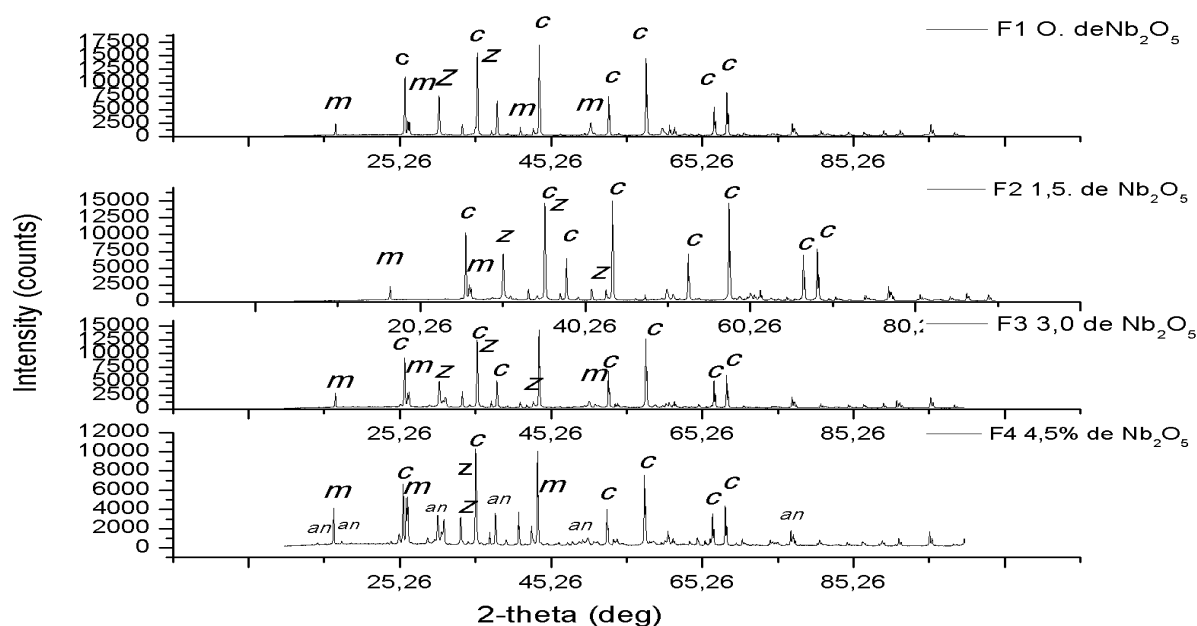 Intensity (counts)
F1 O. deNb₂O₅
17500
15000
12500
10000
7500
5000
2500
0
m c m z c z m c m c c c c
25,26 45,26 65,26 85,26
F2 1,5. de Nb₂O₅
15000
12500
10000
7500
5000
2500
0
m c m z c z c z c c c c c
20,26 40,26 60,26 80,
F3 3,0 de Nb₂O₅
15000
12500
10000
7500
5000
2500
0
m c m z c z c z m c c c c
25,26 45,26 65,26 85,26
F4 4,5% de Nb₂O₅
12000
10000
8000
6000
4000
2000
0
an m an c m an z z c an m an c c c c an
25,26 45,26 65,26 85,26
2-theta (deg)